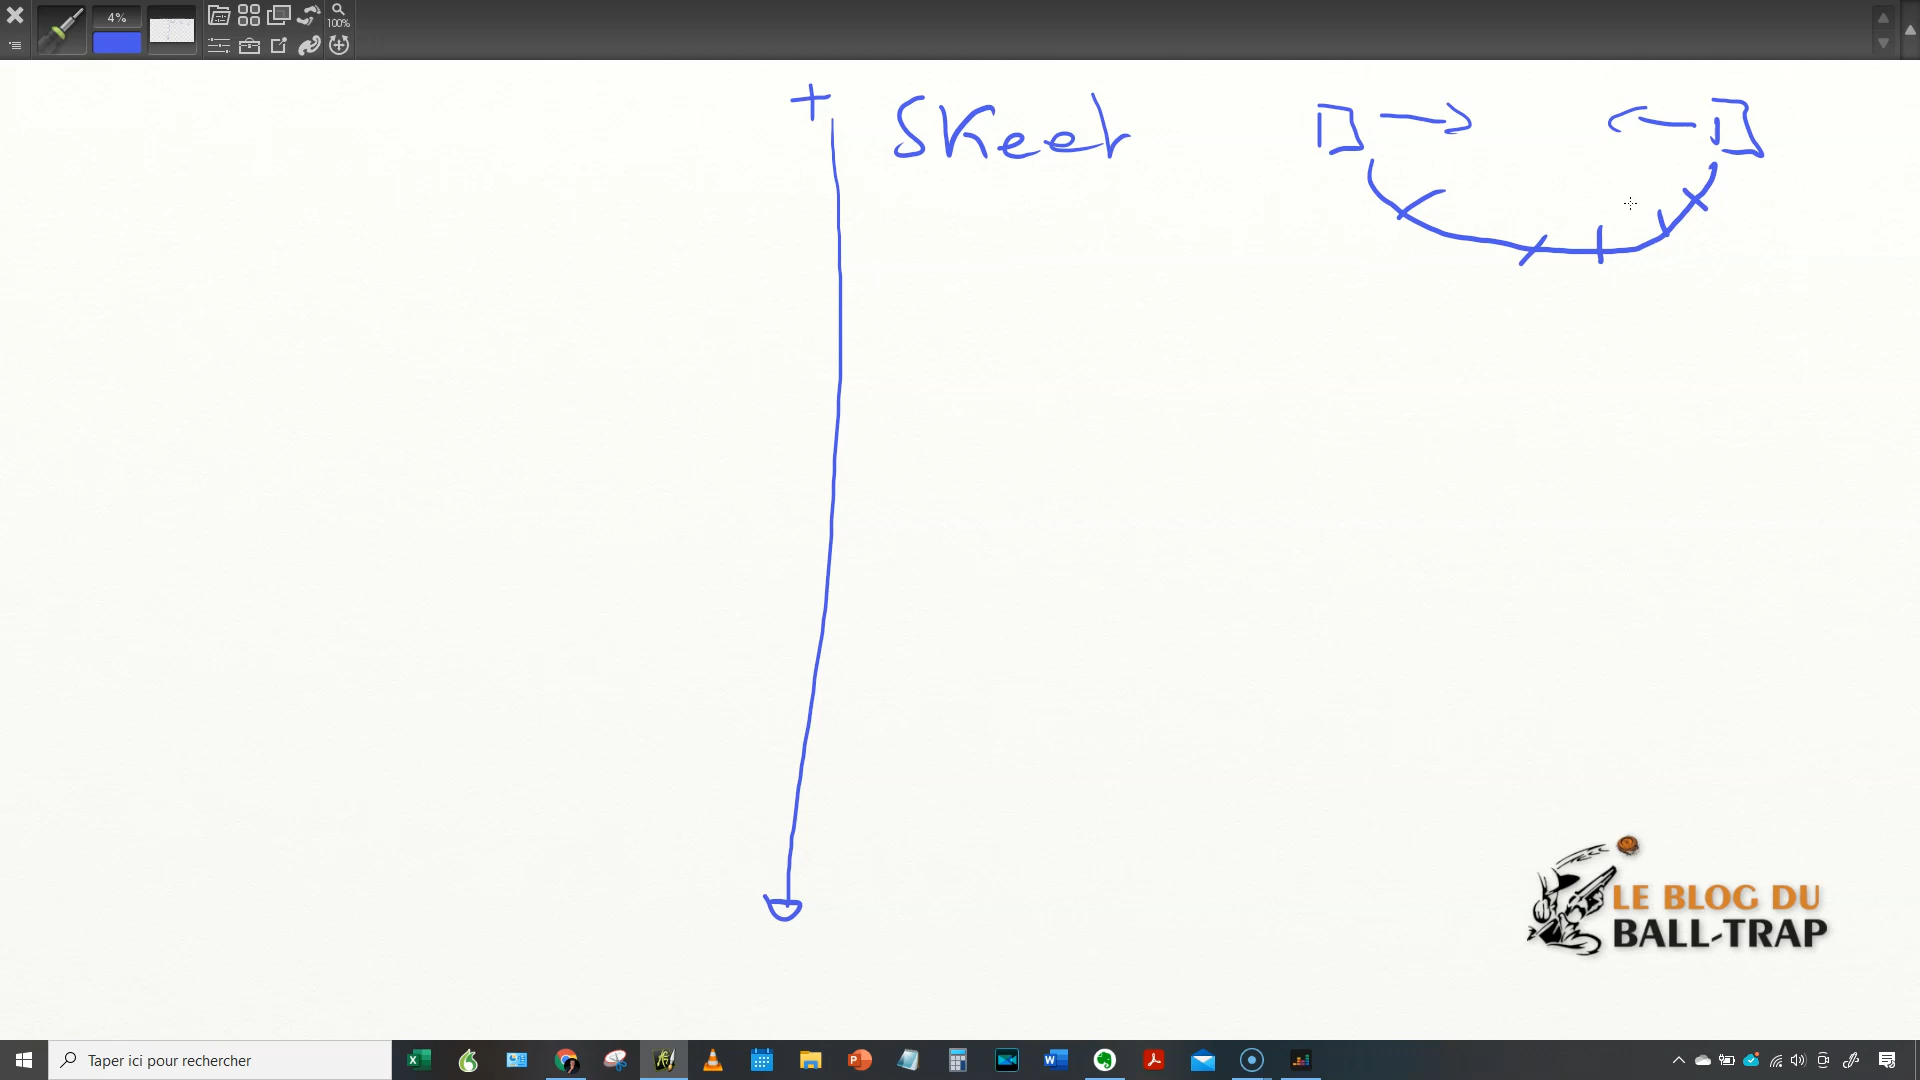 4%
100%
+ Skeet
LE BLOG DU
BALL-TRAP
Taper ici pour rechercher